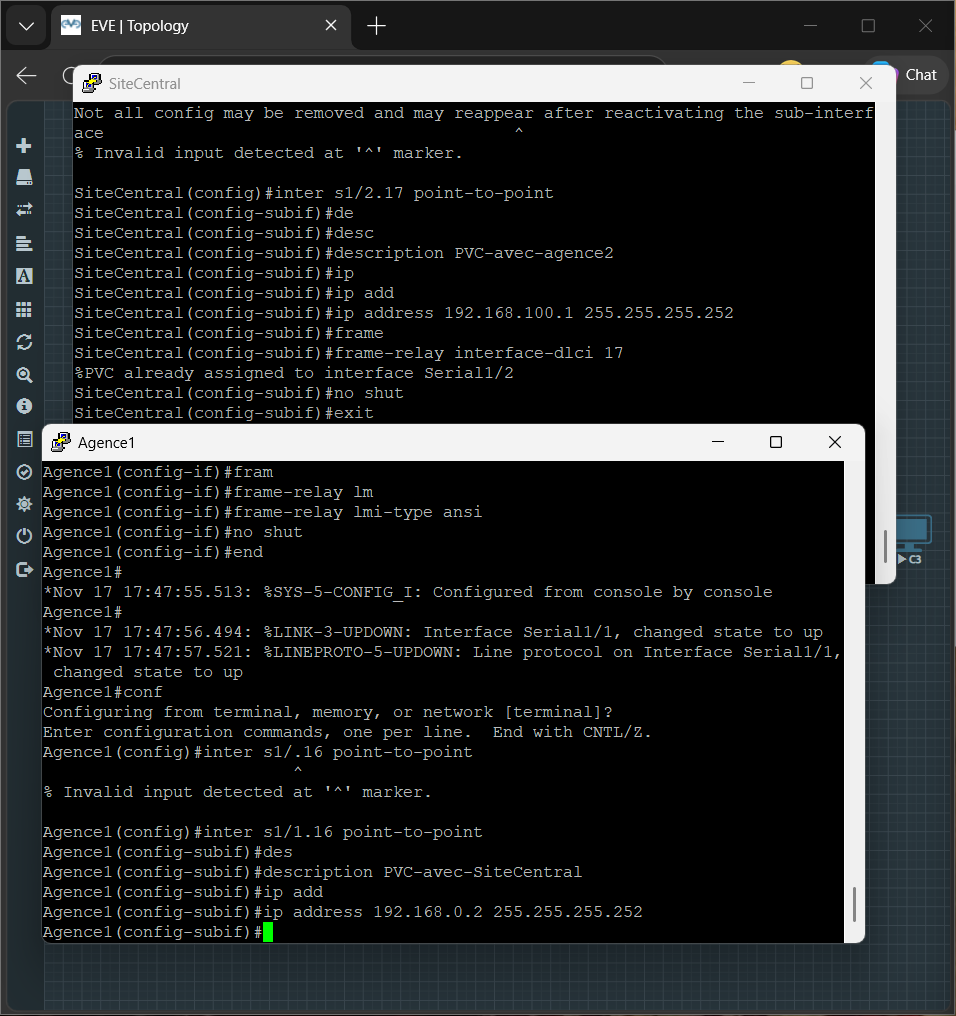 EVE | Topology
Chat
SiteCentral
Not all config may be removed and may reappear after reactivating the sub-interf
ace
^
% Invalid input detected at '^' marker.
SiteCentral(config)#inter s1/2.17 point-to-point
SiteCentral(config-subif)#de
SiteCentral(config-subif)#desc
SiteCentral(config-subif)#description PVC-avec-agence2
SiteCentral(config-subif)#ip
SiteCentral(config-subif)#ip add
SiteCentral(config-subif)#ip address 192.168.100.1 255.255.255.252
SiteCentral(config-subif)#frame
SiteCentral(config-subif)#frame-relay interface-dlci 17
%PVC already assigned to interface Serial1/2
SiteCentral(config-subif)#no shut
SiteCentral(config-subif)#exit
Agence1
Agence1(config-if)#fram
Agence1(config-if)#frame-relay lm
Agence1(config-if)#frame-relay lmi-type ansi
Agence1(config-if)#no shut
Agence1(config-if)#end
Agence1#
*Nov 17 17:47:55.513: %SYS-5-CONFIG_I: Configured from console by console
Agence1#
*Nov 17 17:47:56.494: %LINK-3-UPDOWN: Interface Serial1/1, changed state to up
*Nov 17 17:47:57.521: %LINEPROTO-5-UPDOWN: Line protocol on Interface Serial1/1,
 changed state to up
Agence1#conf
Configuring from terminal, memory, or network [terminal]?
Enter configuration commands, one per line.  End with CNTL/Z.
Agence1(config)#inter s1/.16 point-to-point
^
% Invalid input detected at '^' marker.
Agence1(config)#inter s1/1.16 point-to-point
Agence1(config-subif)#des
Agence1(config-subif)#description PVC-avec-SiteCentral
Agence1(config-subif)#ip add
Agence1(config-subif)#ip address 192.168.0.2 255.255.255.252
Agence1(config-subif)#
C3